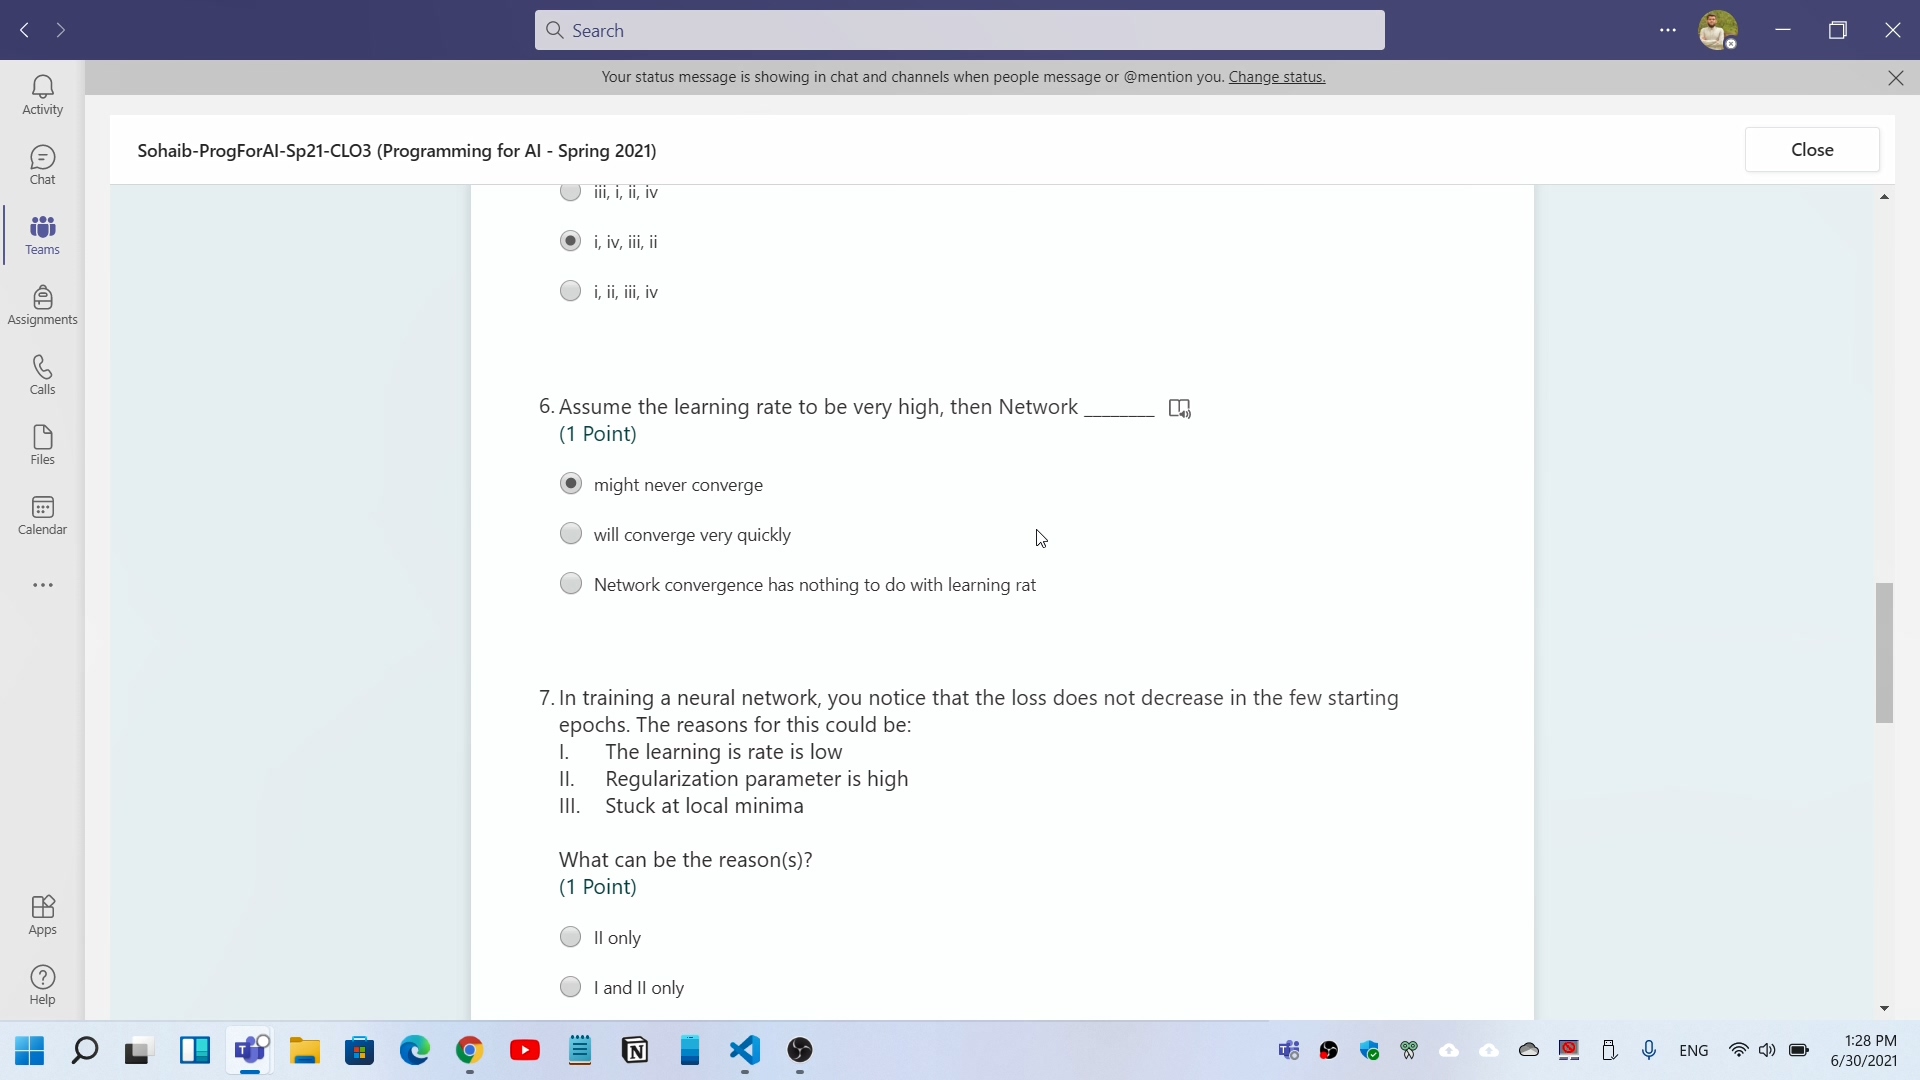 Search
Your status message is showing in chat and channels when people message or @mention you. Change status.
Activity
Chat
Teams
Assignments
Calls
Files
Calendar
Apps
Help
Sohaib-ProgForAI-Sp21-CLO3 (Programming for AI - Spring 2021)
Close
iii, i, ii, iv
i, iv, iii, ii
i, ii, iii, iv
6. Assume the learning rate to be very high, then Network ________
(1 Point)
might never converge
will converge very quickly
Network convergence has nothing to do with learning rat
7. In training a neural network, you notice that the loss does not decrease in the few starting
epochs. The reasons for this could be:
I. The learning is rate is low
II. Regularization parameter is high
III. Stuck at local minima
What can be the reason(s)?
(1 Point)
II only
I and II only
ENG
1:28 PM
6/30/2021